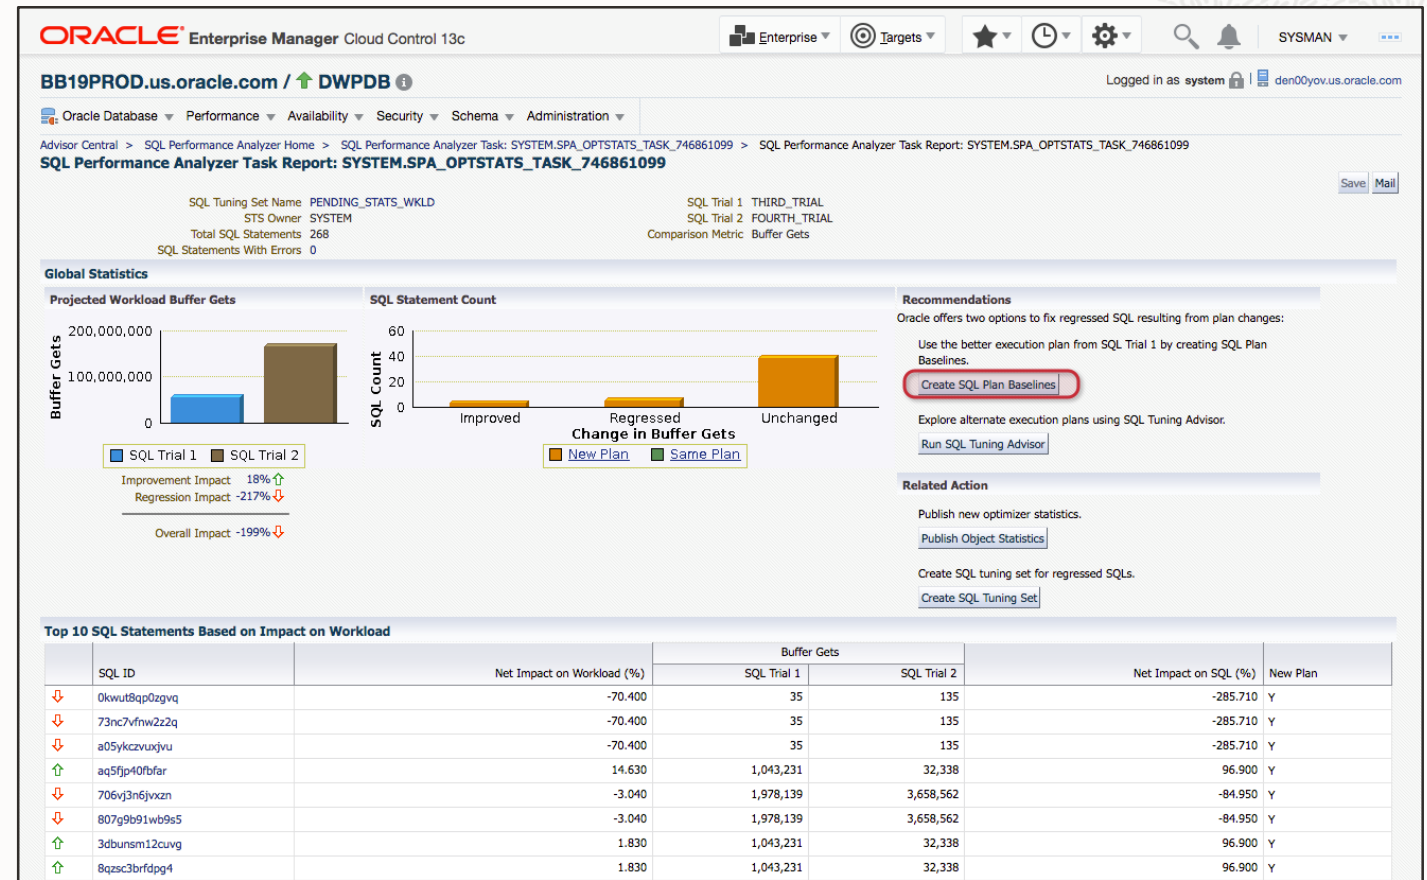 ORACLE Enterprise Manager Cloud Control 13c
Enterprise
Targets
SYSMAN
BB19PROD.us.oracle.com / DWPDB
Logged in as system
den00yov.us.oracle.com
Oracle Database Performance Availability Security Schema Administration
Advisor Central > SQL Performance Analyzer Home > SQL Performance Analyzer Task: SYSTEM.SPA_OPTSTATS_TASK_746861099 > SQL Performance Analyzer Task Report: SYSTEM.SPA_OPTSTATS_TASK_746861099
SQL Performance Analyzer Task Report: SYSTEM.SPA_OPTSTATS_TASK_746861099
Save Mail
SQL Tuning Set Name PENDING_STATS_WKLD
STS Owner SYSTEM
Total SQL Statements 268
SQL Statements With Errors 0
SQL Trial 1 THIRD_TRIAL
SQL Trial 2 FOURTH_TRIAL
Comparison Metric Buffer Gets
Global Statistics
Projected Workload Buffer Gets
Buffer Gets
200,000,000
100,000,000
0
SQL Trial 1 SQL Trial 2
Improvement Impact 18%
Regression Impact -217%
Overall Impact -199%
SQL Statement Count
SQL Count
60
40
20
0
Improved Regressed Unchanged
Change in Buffer Gets
New Plan Same Plan
Recommendations
Oracle offers two options to fix regressed SQL resulting from plan changes:
Use the better execution plan from SQL Trial 1 by creating SQL Plan
Baselines.
Create SQL Plan Baselines
Explore alternate execution plans using SQL Tuning Advisor.
Run SQL Tuning Advisor
Related Action
Publish new optimizer statistics.
Publish Object Statistics
Create SQL tuning set for regressed SQLs.
Create SQL Tuning Set
Top 10 SQL Statements Based on Impact on Workload
Buffer Gets
SQL ID Net Impact on Workload (%) SQL Trial 1 SQL Trial 2 Net Impact on SQL (%) New Plan
0kwut8qp0zgvq -70.400 35 135 -285.710 Y
73nc7vfnw2z2q -70.400 35 135 -285.710 Y
a05ykczvuxjvu -70.400 35 135 -285.710 Y
aq5fjp40fbfar 14.630 1,043,231 32,338 96.900 Y
706vj3n6jvxzn -3.040 1,978,139 3,658,562 -84.950 Y
807g9b91wb9s5 -3.040 1,978,139 3,658,562 -84.950 Y
3dbunsm12cuvg 1.830 1,043,231 32,338 96.900 Y
8qzsc3brfdpg4 1.830 1,043,231 32,338 96.900 Y